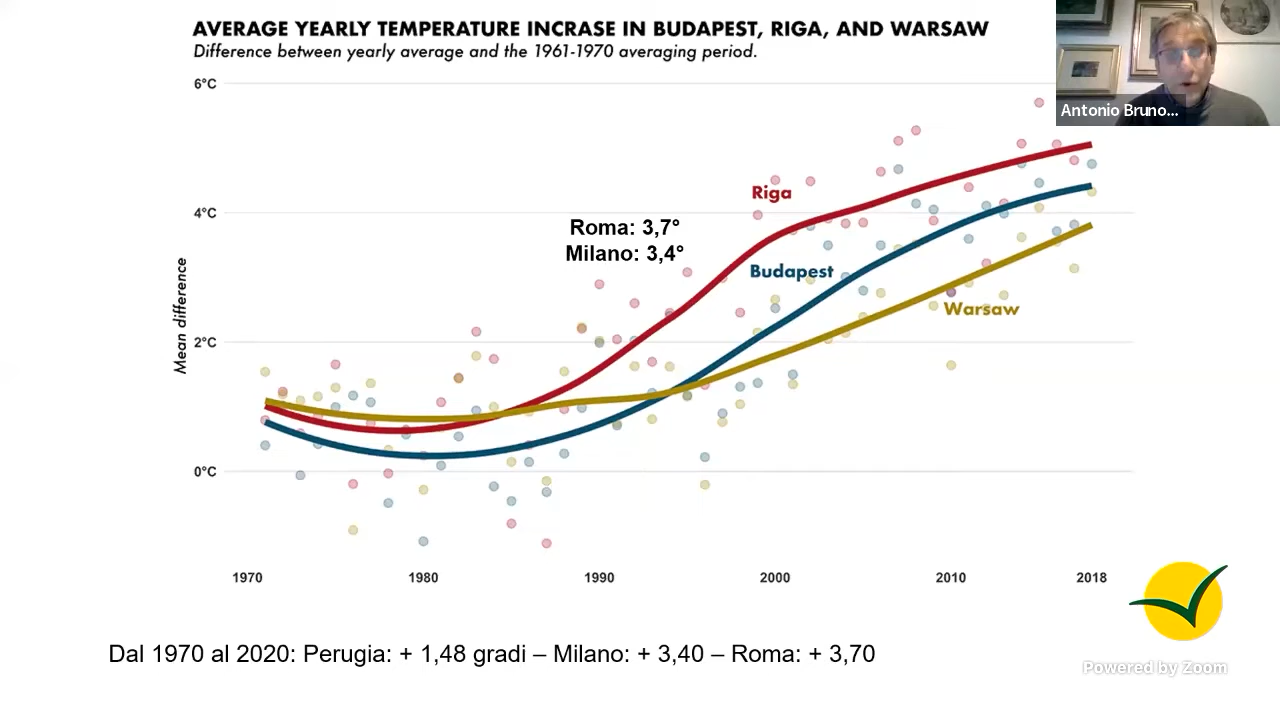 AVERAGE YEARLY TEMPERATURE INCRASE IN BUDAPEST, RIGA, AND WARSAW
Difference between yearly average and the 1961-1970 averaging period.
Antonio Bruno...
6°C
4°C
2°C
0°C
Mean difference
Riga
Roma: 3,7°
Milano: 3,4°
Budapest
Warsaw
1970
1980
1990
2000
2010
2018
Dal 1970 al 2020: Perugia: + 1,48 gradi – Milano: + 3,40 – Roma: + 3,70
Powered by Zoom